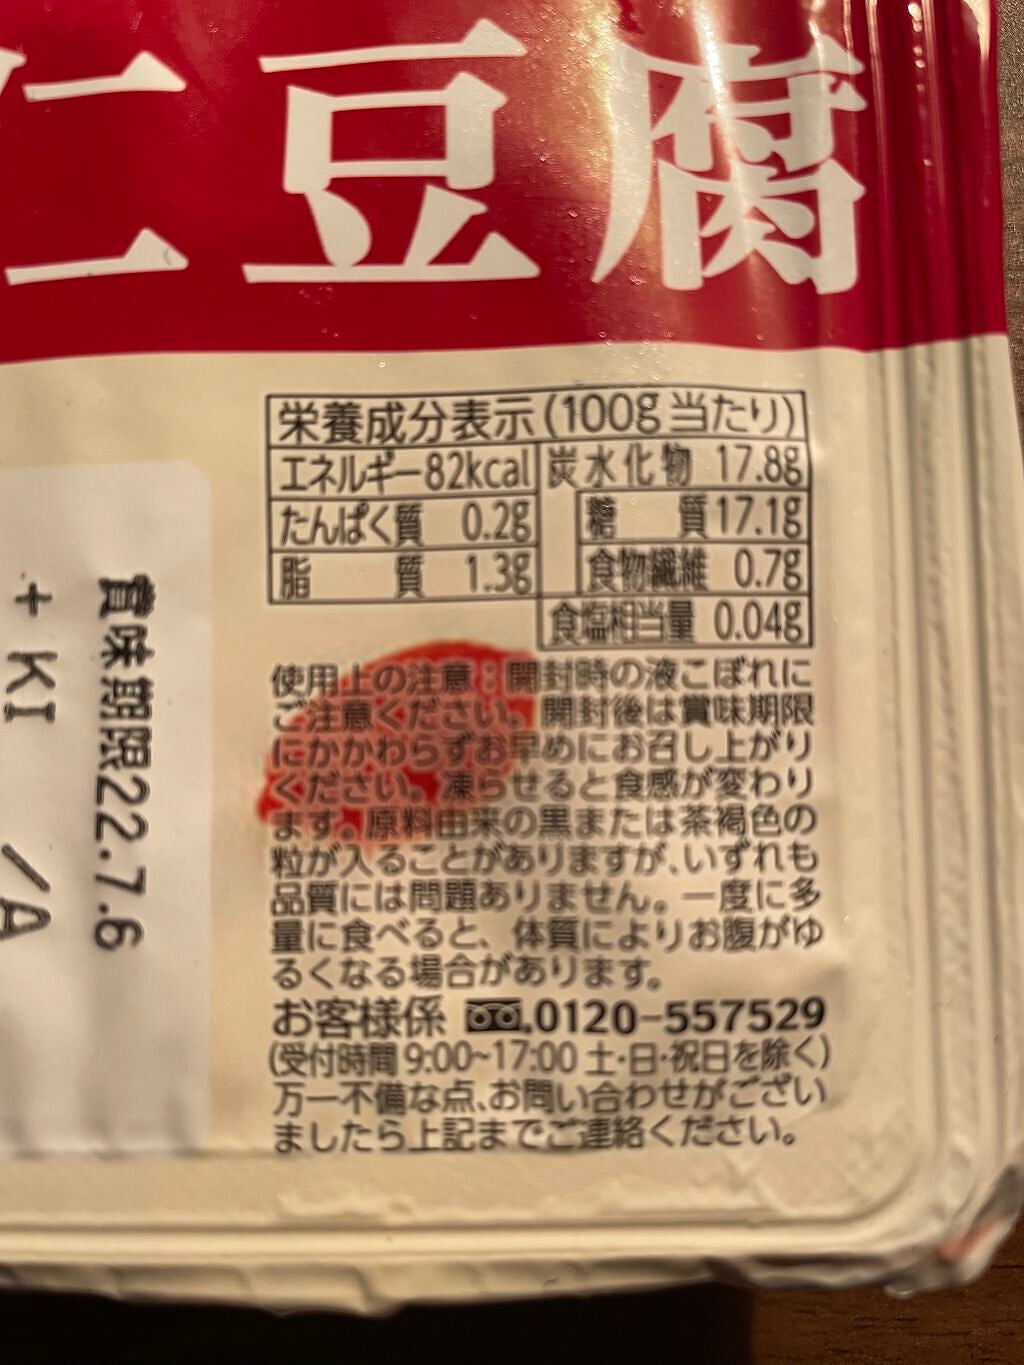 仁豆腐
栄養成分表示(100g当たり)
エネルギー82kcal 炭水化物 17.8g
たんぱく質 0.2g 糖質17.1g
脂質 1.3g 食物繊維 0.7g
食塩相当量 0.04g
使用上の注意:開封時の液こぼれに
ご注意ください。開封後は賞味期限
にかかわらずお早めにお召し上がり
ください。凍らせると食感が変わり
ます。原料由来の黒または茶褐色の
粒が入ることがありますが、いずれも
品質には問題ありません。一度に多
量に食べると、体質によりお腹がゆ
るくなる場合があります。
お客様係 0120-557529
(受付時間 9:00~17:00 土・日・祝日を除く)
万一不備な点、お問い合わせがござい
ましたら上記までご連絡ください。
賞味期限22.7.6
+KI /A